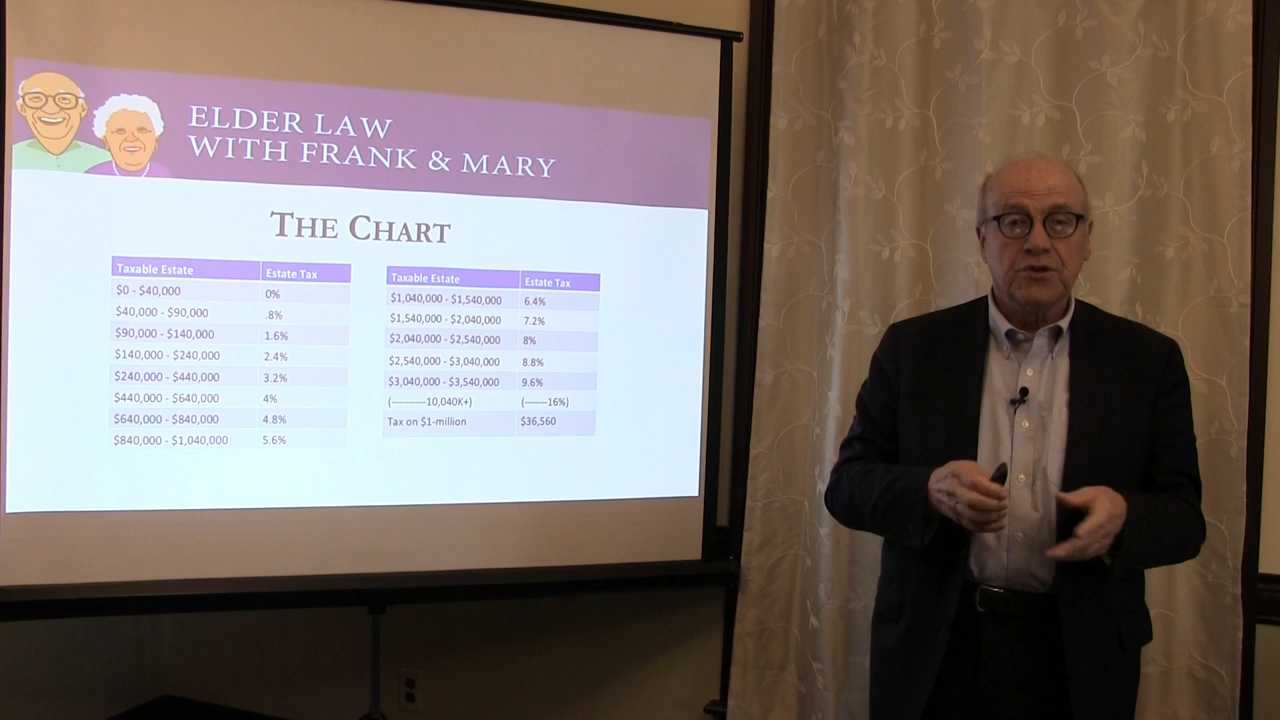 ELDER LAW
WITH FRANK & MARY
THE CHART
Taxable Estate Estate Tax
$0 - $40,000 0%
$40,000 - $90,000 .8%
$90,000 - $140,000 1.6%
$140,000 - $240,000 2.4%
$240,000 - $440,000 3.2%
$440,000 - $640,000 4%
$640,000 - $840,000 4.8%
$840,000 - $1,040,000 5.6%
Taxable Estate Estate Tax
$1,040,000 - $1,540,000 6.4%
$1,540,000 - $2,040,000 7.2%
$2,040,000 - $2,540,000 8%
$2,540,000 - $3,040,000 8.8%
$3,040,000 - $3,540,000 9.6%
(----------10,040K+) (-------16%)
Tax on $1-million $36,560